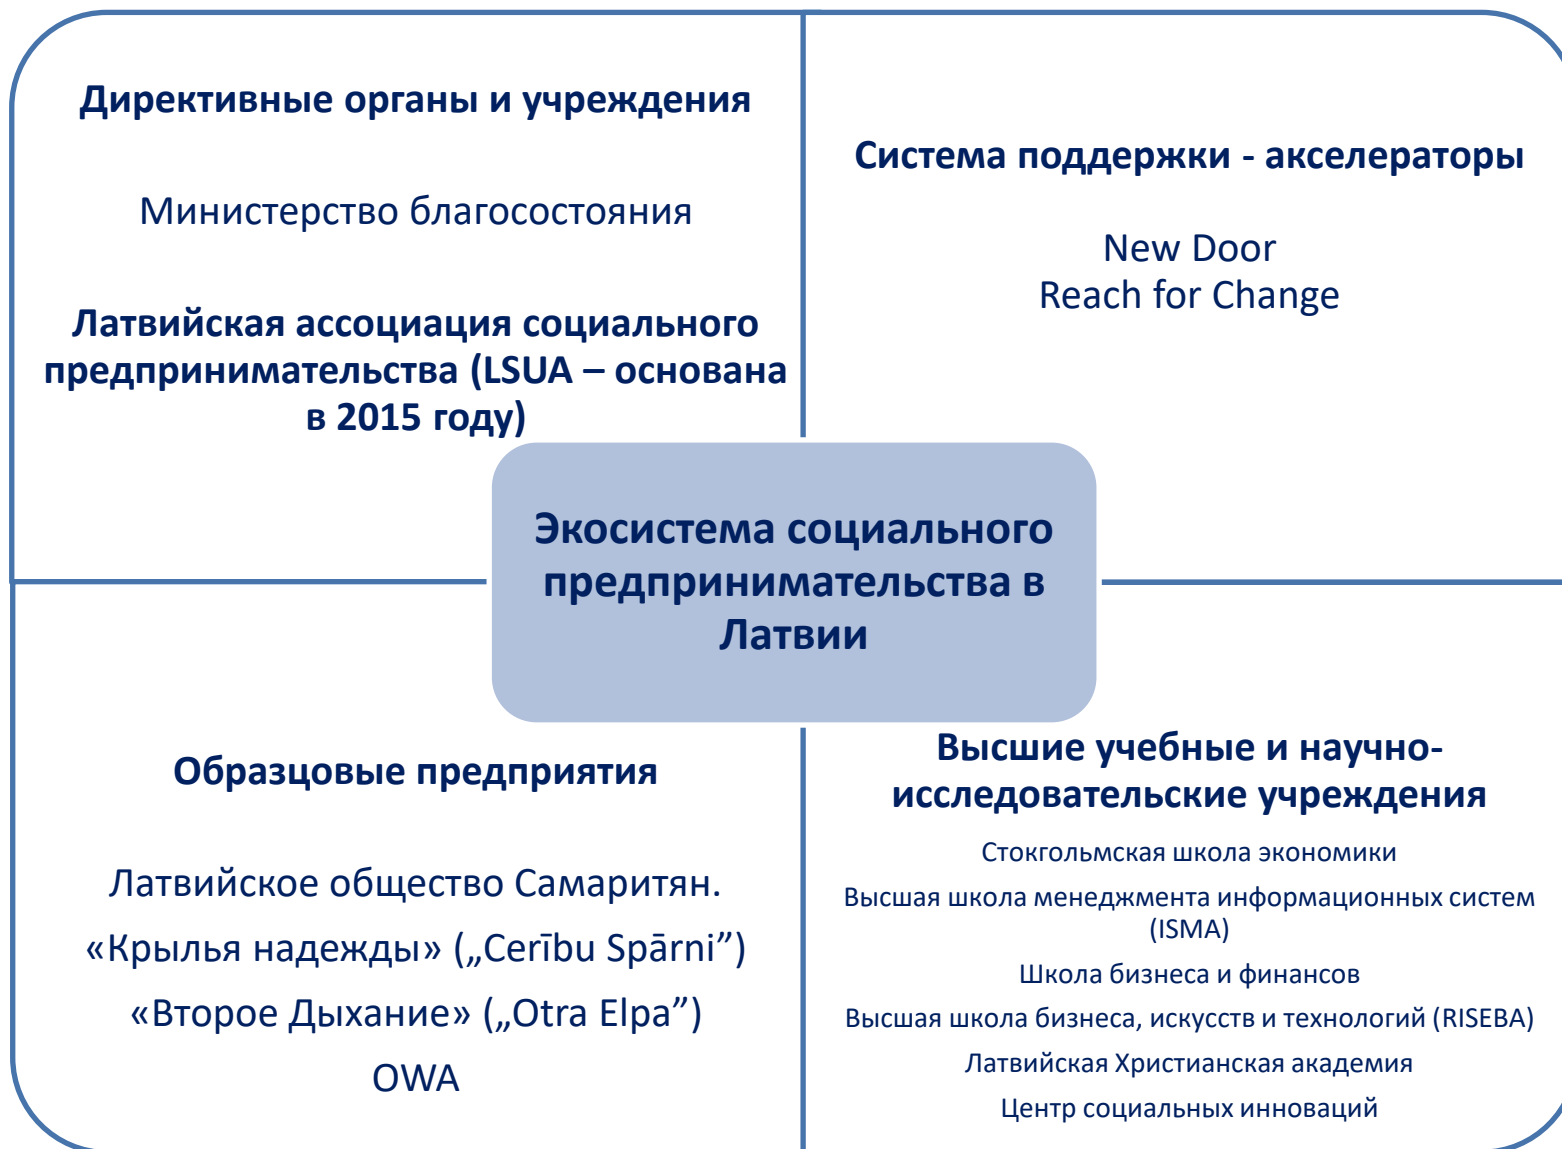 Директивные органы и учреждения
Министерство благосостояния
Латвийская ассоциация социального
предпринимательства (LSUA – основана
в 2015 году)
Система поддержки - акселераторы
New Door
Reach for Change
Экосистема социального
предпринимательства в
Латвии
Образцовые предприятия
Латвийское общество Самаритян.
«Крылья надежды» („Cerību Spārni”)
«Второе Дыхание» („Otra Elpa”)
OWA
Высшие учебные и научно-
исследовательские учреждения
Стокгольмская школа экономики
Высшая школа менеджмента информационных систем
(ISMA)
Школа бизнеса и финансов
Высшая школа бизнеса, искусств и технологий (RISEBA)
Латвийская Христианская академия
Центр социальных инноваций